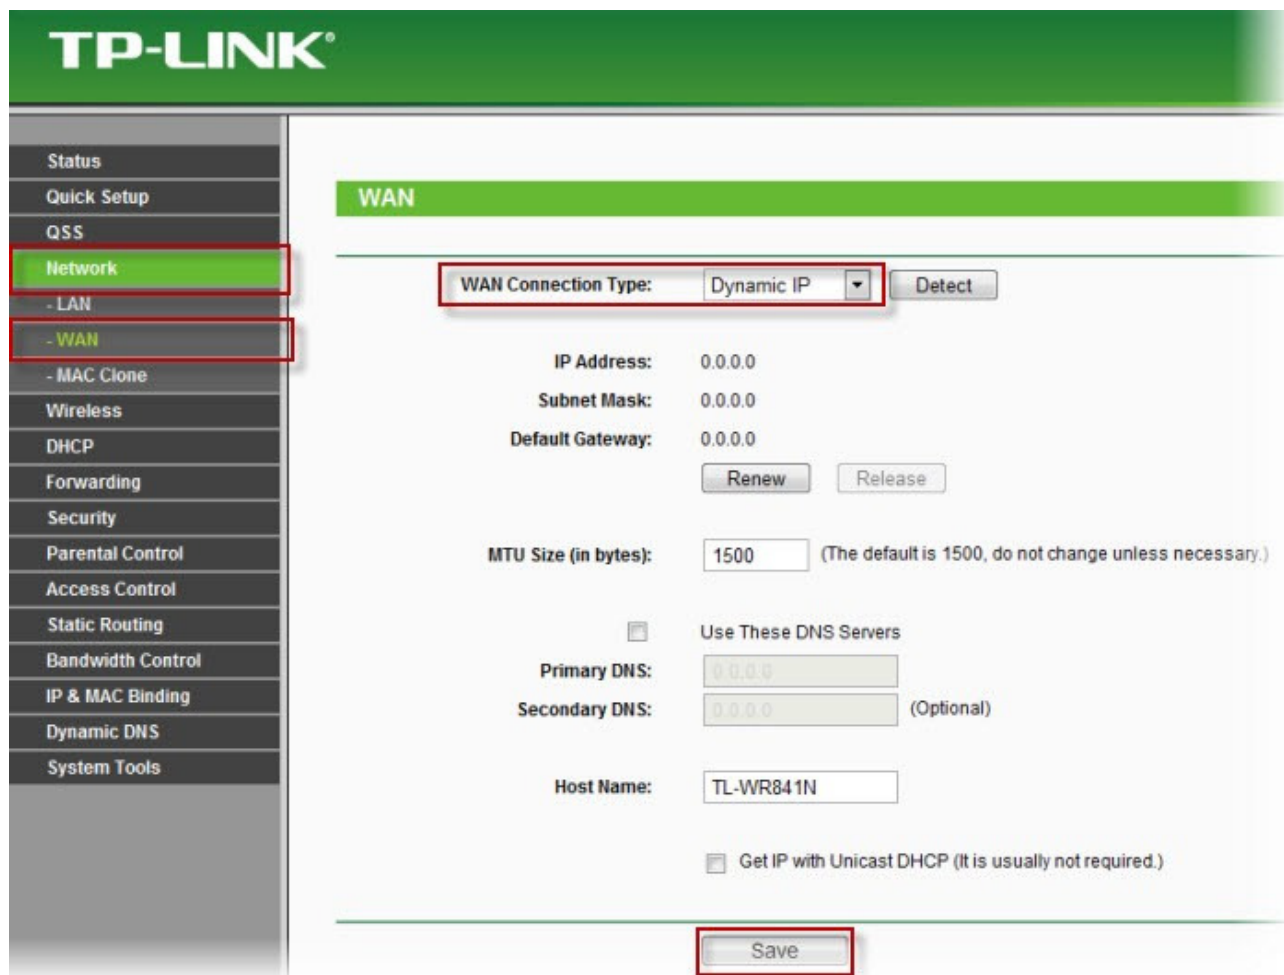 TP-LINK®
Status
Quick Setup
QSS
Network
- LAN
- WAN
- MAC Clone
Wireless
DHCP
Forwarding
Security
Parental Control
Access Control
Static Routing
Bandwidth Control
IP & MAC Binding
Dynamic DNS
System Tools
WAN
WAN Connection Type: Dynamic IP Detect
IP Address: 0.0.0.0
Subnet Mask: 0.0.0.0
Default Gateway: 0.0.0.0
Renew Release
MTU Size (in bytes): 1500 (The default is 1500, do not change unless necessary.)
Use These DNS Servers
Primary DNS: 0.0.0.0
Secondary DNS: 0.0.0.0 (Optional)
Host Name: TL-WR841N
Get IP with Unicast DHCP (It is usually not required.)
Save